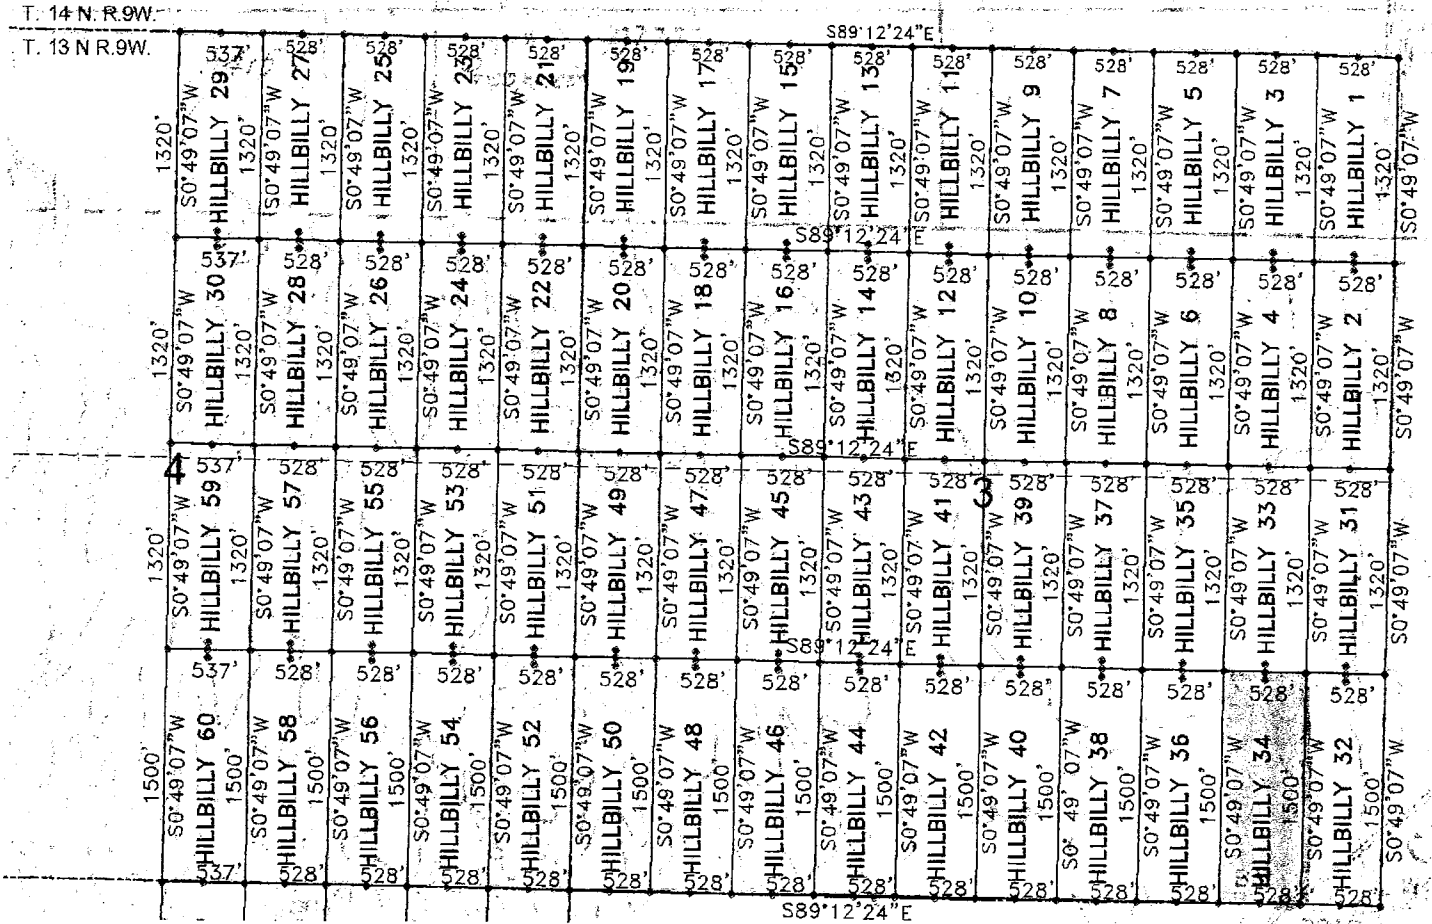 T. 14 N. R.9W.
T. 13 N R.9W.
S89°12'24"E
537' 528' 528' 528' 528' 528' 528' 528' 528' 528' 528' 528' 528' 528' 528'
S0°49'07"W 1320' HILLBILLY 29 1320'
S0°49'07"W HILLBILLY 27 1320'
S0°49'07"W HILLBILLY 25 1320'
S0°49'07"W HILLBILLY 23 1320'
S0°49'07"W HILLBILLY 21 1320'
S0°49'07"W HILLBILLY 19 1320'
S0°49'07"W HILLBILLY 17 1320'
S0°49'07"W HILLBILLY 15 1320'
S0°49'07"W HILLBILLY 13 1320'
S0°49'07"W HILLBILLY 11 1320'
S0°49'07"W HILLBILLY 9 1320'
S0°49'07"W HILLBILLY 7 1320'
S0°49'07"W HILLBILLY 5 1320'
S0°49'07"W HILLBILLY 3 1320'
S0°49'07"W HILLBILLY 1 1320'
S0°49'07"W
S89°12'24"E
537' 528' 528' 528' 528' 528' 528' 528' 528' 528' 528' 528' 528' 528' 528'
1320' S0°49'07"W HILLBILLY 30 1320'
S0°49'07"W HILLBILLY 28 1320'
S0°49'07"W HILLBILLY 26 1320'
S0°49'07"W HILLBILLY 24 1320'
S0°49'07"W HILLBILLY 22 1320'
S0°49'07"W HILLBILLY 20 1320'
S0°49'07"W HILLBILLY 18 1320'
S0°49'07"W HILLBILLY 16 1320'
S0°49'07"W HILLBILLY 14 1320'
S0°49'07"W HILLBILLY 12 1320'
S0°49'07"W HILLBILLY 10 1320'
S0°49'07"W HILLBILLY 8 1320'
S0°49'07"W HILLBILLY 6 1320'
S0°49'07"W HILLBILLY 4 1320'
S0°49'07"W HILLBILLY 2 1320'
S0°49'07"W
S89°12'24"E
4
3
537' 528' 528' 528' 528' 528' 528' 528' 528' 528' 528' 528' 528' 528' 528'
1320' S0°49'07"W HILLBILLY 59 1320'
S0°49'07"W HILLBILLY 57 1320'
S0°49'07"W HILLBILLY 55 1320'
S0°49'07"W HILLBILLY 53 1320'
S0°49'07"W HILLBILLY 51 1320'
S0°49'07"W HILLBILLY 49 1320'
S0°49'07"W HILLBILLY 47 1320'
S0°49'07"W HILLBILLY 45 1320'
S0°49'07"W HILLBILLY 43 1320'
S0°49'07"W HILLBILLY 41 1320'
S0°49'07"W HILLBILLY 39 1320'
S0°49'07"W HILLBILLY 37 1320'
S0°49'07"W HILLBILLY 35 1320'
S0°49'07"W HILLBILLY 33 1320'
S0°49'07"W HILLBILLY 31 1320'
S0°49'07"W
S89°12'24"E
537' 528' 528' 528' 528' 528' 528' 528' 528' 528' 528' 528' 528' 528' 528'
1500' S0°49'07"W HILLBILLY 60 1500'
S0°49'07"W HILLBILLY 58 1500'
S0°49'07"W HILLBILLY 56 1500'
S0°49'07"W HILLBILLY 54 1500'
S0°49'07"W HILLBILLY 52 1500'
S0°49'07"W HILLBILLY 50 1500'
S0°49'07"W HILLBILLY 48 1500'
S0°49'07"W HILLBILLY 46 1500'
S0°49'07"W HILLBILLY 44 1500'
S0°49'07"W HILLBILLY 42 1500'
S0°49'07"W HILLBILLY 40 1500'
S0°49'07"W HILLBILLY 38 1500'
S0°49'07"W HILLBILLY 36 1500'
S0°49'07"W HILLBILLY 34 1500'
S0°49'07"W HILLBILLY 32 1500'
S0°49'07"W
537' 528' 528' 528' 528' 528' 528' 528' 528' 528' 528' 528' 528' 528' 528'
S89°12'24"E